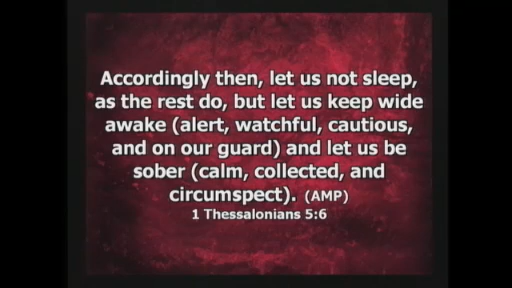 Accordingly then, let us not sleep,
as the rest do, but let us keep wide
awake (alert, watchful, cautious,
and on our guard) and let us be
sober (calm, collected, and
circumspect). (AMP)
1 Thessalonians 5:6